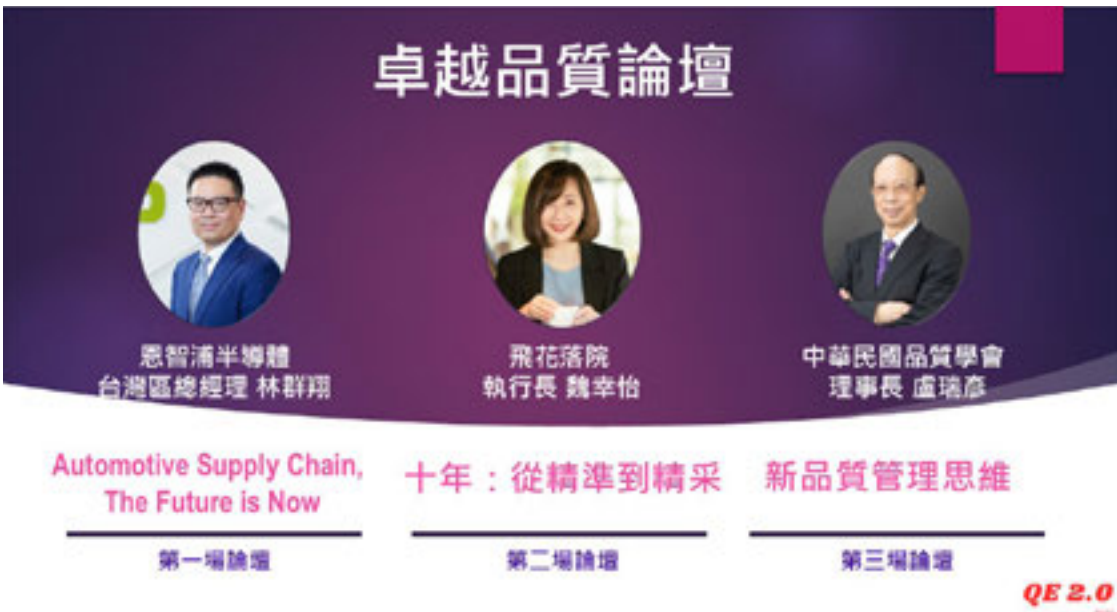 卓越品質論壇
恩智浦半導體
台灣區總經理 林群翔
飛花落院
執行長 魏幸怡
中華民國品質學會
理事長 盧瑞彥
Automotive Supply Chain,
The Future is Now
十年：從精準到精采
新品質管理思維
第一場論壇
第二場論壇
第三場論壇
QE 2.0